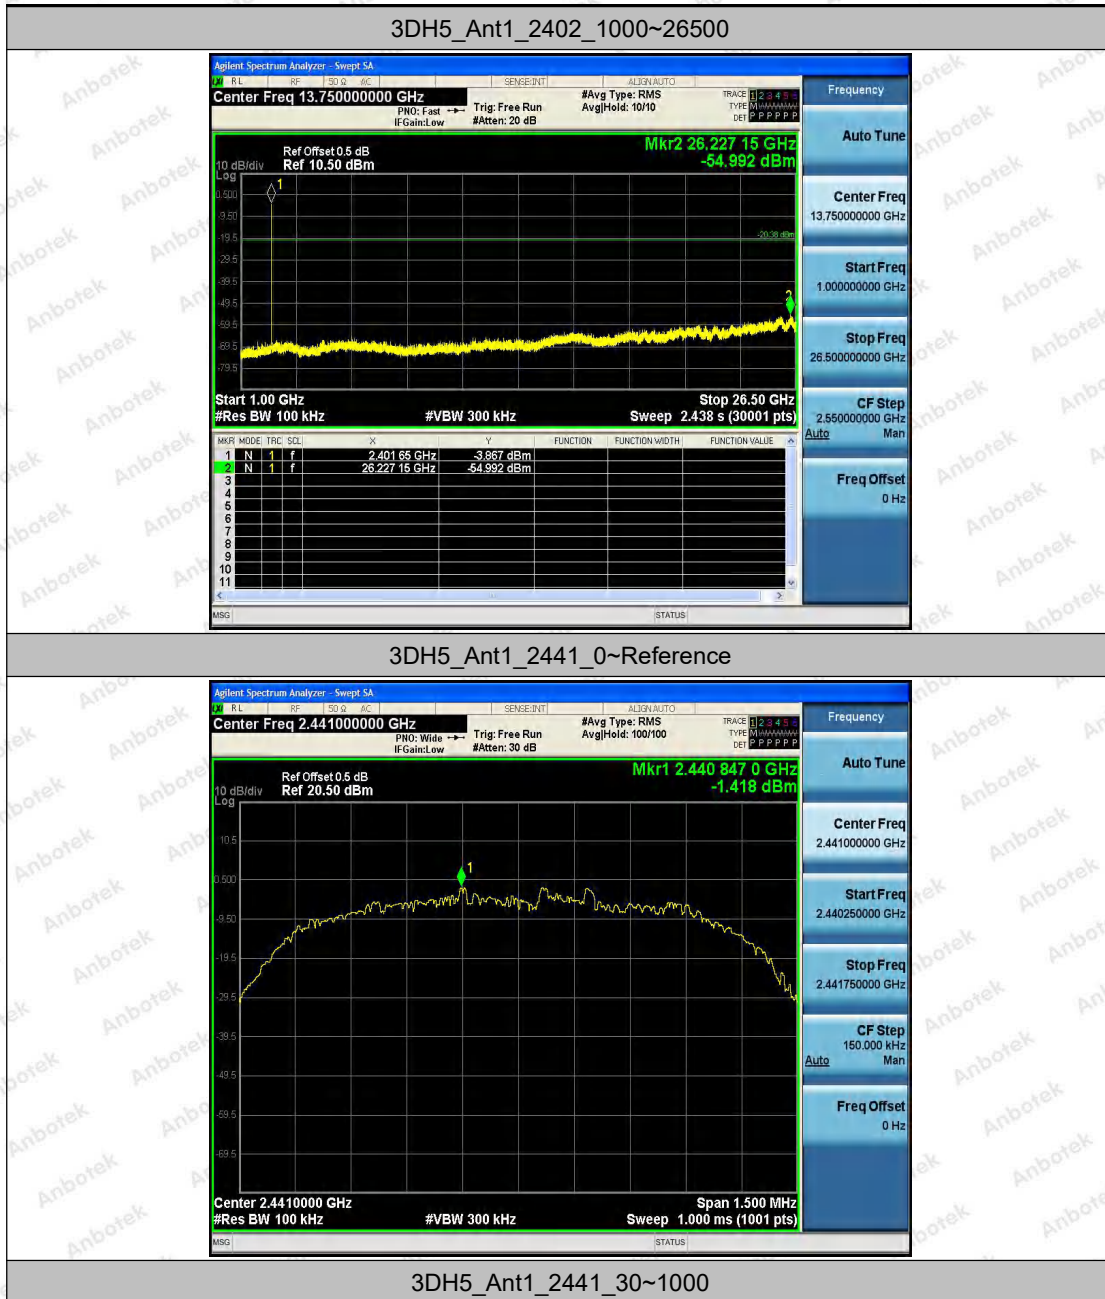 3DH5_Ant1_2402_1000~26500
Agilent Spectrum Analyzer - Swept SA
RL RF 50 Ω AC SENSE:INT ALIGN AUTO
Center Freq 13.750000000 GHz
PNO: Fast
IFGain:Low
Trig: Free Run
#Atten: 20 dB
#Avg Type: RMS
Avg|Hold: 10/10
TRACE 1 2 3 4 5 6
TYPE M
DET P P P P P P
Ref Offset 0.5 dB
10 dB/div Ref 10.50 dBm
Log
Mkr2 26.227 15 GHz
-54.992 dBm
1
0.500
-9.50
-19.5
-20.38 dBm
-29.5
-39.5
-49.5
2
-59.5
-69.5
-79.5
Start 1.00 GHz Stop 26.50 GHz
#Res BW 100 kHz #VBW 300 kHz Sweep 2.438 s (30001 pts)
MKR MODE TRC SCL X Y FUNCTION FUNCTION WIDTH FUNCTION VALUE
1 N 1 f 2.401 65 GHz -3.867 dBm
2 N 1 f 26.227 15 GHz -54.992 dBm
3
4
5
6
7
8
9
10
11
MSG STATUS
Frequency
Auto Tune
Center Freq
13.750000000 GHz
Start Freq
1.000000000 GHz
Stop Freq
26.500000000 GHz
CF Step
2.550000000 GHz
Auto Man
Freq Offset
0 Hz
3DH5_Ant1_2441_0~Reference
Agilent Spectrum Analyzer - Swept SA
RL RF 50 Ω AC SENSE:INT ALIGN AUTO
Center Freq 2.441000000 GHz
PNO: Wide
IFGain:Low
Trig: Free Run
#Atten: 30 dB
#Avg Type: RMS
Avg|Hold: 100/100
TRACE 1 2 3 4 5 6
TYPE M
DET P P P P P P
Ref Offset 0.5 dB
10 dB/div Ref 20.50 dBm
Log
Mkr1 2.440 847 0 GHz
-1.418 dBm
10.5
1
0.500
-9.50
-19.5
-29.5
-39.5
-49.5
-59.5
-69.5
Center 2.4410000 GHz Span 1.500 MHz
#Res BW 100 kHz #VBW 300 kHz Sweep 1.000 ms (1001 pts)
MSG STATUS
Frequency
Auto Tune
Center Freq
2.441000000 GHz
Start Freq
2.440250000 GHz
Stop Freq
2.441750000 GHz
CF Step
150.000 kHz
Auto Man
Freq Offset
0 Hz
3DH5_Ant1_2441_30~1000